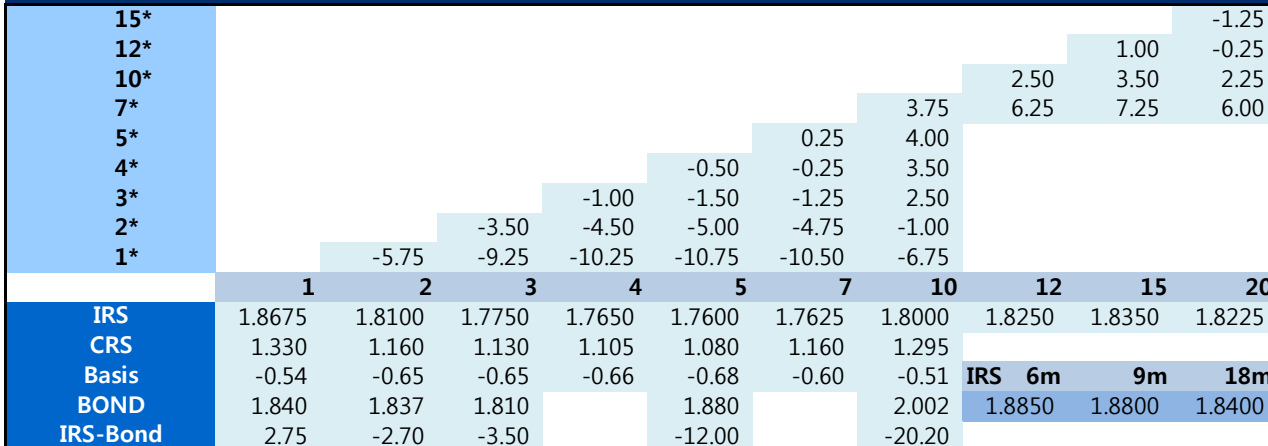 15* -1.25
12* 1.00 -0.25
10* 2.50 3.50 2.25
7* 3.75 6.25 7.25 6.00
5* 0.25 4.00
4* -0.50 -0.25 3.50
3* -1.00 -1.50 -1.25 2.50
2* -3.50 -4.50 -5.00 -4.75 -1.00
1* -5.75 -9.25 -10.25 -10.75 -10.50 -6.75
1 2 3 4 5 7 10 12 15 20
IRS 1.8675 1.8100 1.7750 1.7650 1.7600 1.7625 1.8000 1.8250 1.8350 1.8225
CRS 1.330 1.160 1.130 1.105 1.080 1.160 1.295
Basis -0.54 -0.65 -0.65 -0.66 -0.68 -0.60 -0.51 IRS 6m 9m 18m
BOND 1.840 1.837 1.810 1.880 2.002 1.8850 1.8800 1.8400
IRS-Bond 2.75 -2.70 -3.50 -12.00 -20.20